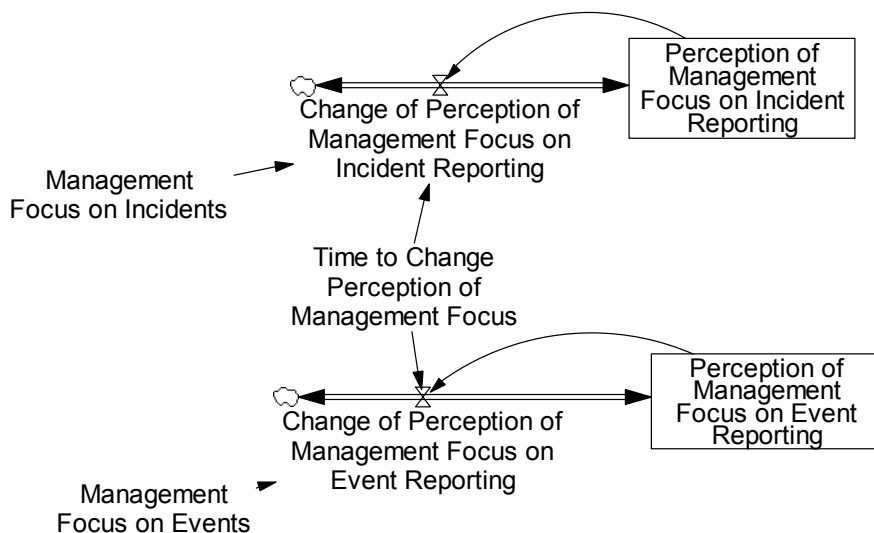 Perception of
Management
Focus on Incident
Reporting
Change of Perception of
Management Focus on
Incident Reporting
Management
Focus on Incidents
Time to Change
Perception of
Management Focus
Perception of
Management
Focus on Event
Reporting
Change of Perception of
Management Focus on
Event Reporting
Management
Focus on Events